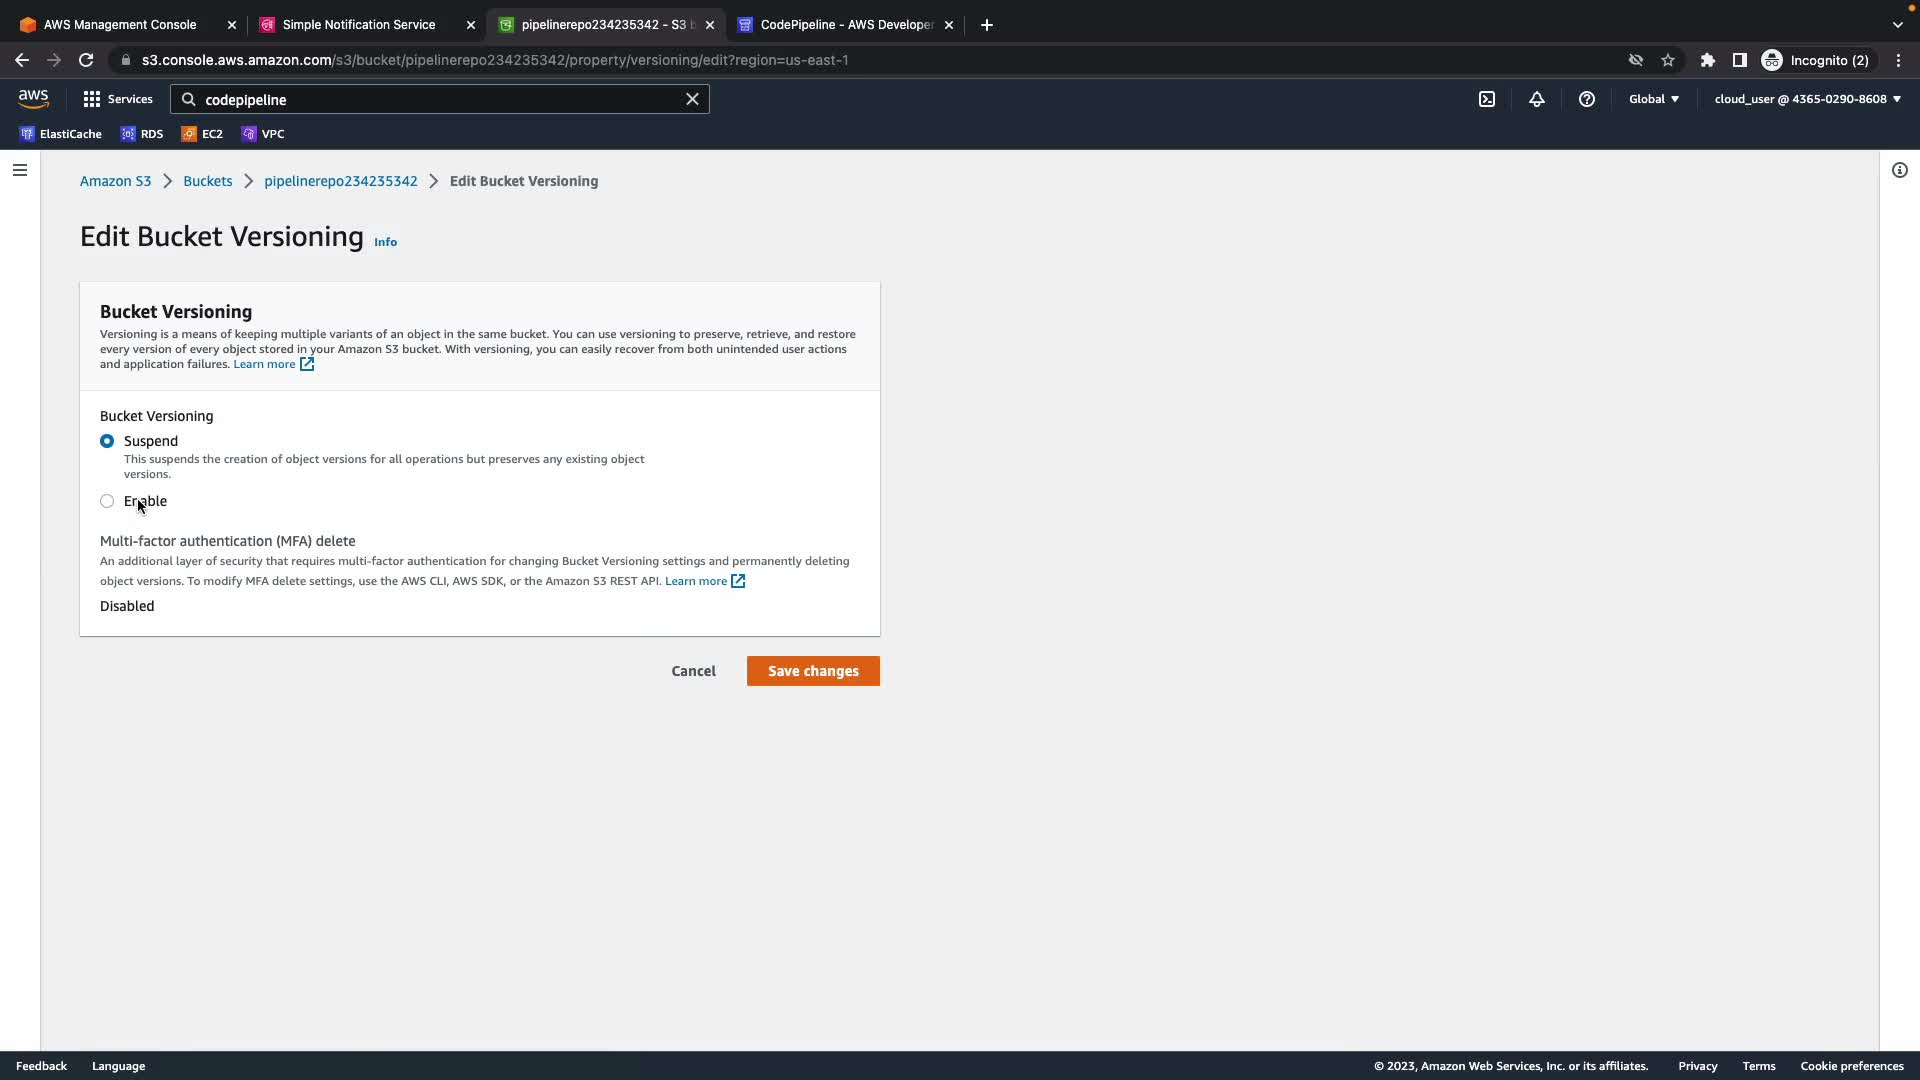 AWS Management Console
Simple Notification Service
pipelinerepo234235342 - S3 b
CodePipeline - AWS Developer
s3.console.aws.amazon.com/s3/bucket/pipelinerepo234235342/property/versioning/edit?region=us-east-1
Incognito (2)
aws
Services
codepipeline
Global
cloud_user @ 4365-0290-8608
ElastiCache
RDS
EC2
VPC
Amazon S3
Buckets
pipelinerepo234235342
Edit Bucket Versioning
Edit Bucket Versioning Info
Bucket Versioning
Versioning is a means of keeping multiple variants of an object in the same bucket. You can use versioning to preserve, retrieve, and restore
every version of every object stored in your Amazon S3 bucket. With versioning, you can easily recover from both unintended user actions
and application failures. Learn more
Bucket Versioning
Suspend
This suspends the creation of object versions for all operations but preserves any existing object
versions.
Enable
Multi-factor authentication (MFA) delete
An additional layer of security that requires multi-factor authentication for changing Bucket Versioning settings and permanently deleting
object versions. To modify MFA delete settings, use the AWS CLI, AWS SDK, or the Amazon S3 REST API. Learn more
Disabled
Cancel
Save changes
Feedback
Language
© 2023, Amazon Web Services, Inc. or its affiliates.
Privacy
Terms
Cookie preferences